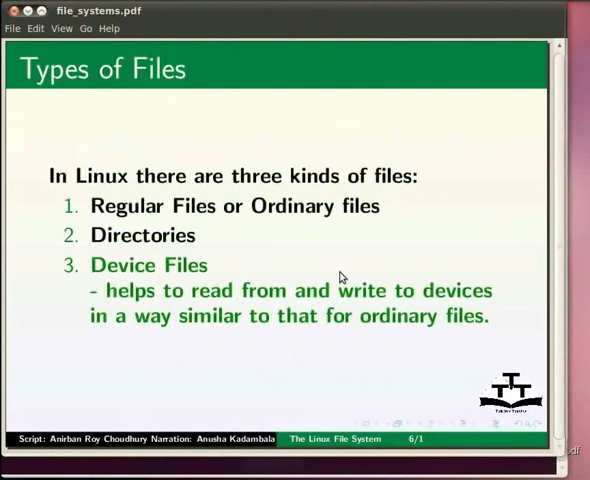 file_systems.pdf
File Edit View Go Help
Types of Files
In Linux there are three kinds of files:
1. Regular Files or Ordinary files
2. Directories
3. Device Files
- helps to read from and write to devices
in a way similar to that for ordinary files.
TTT
Script: Anirban Roy Choudhury Narration: Anusha Kadambala The Linux File System 6/1